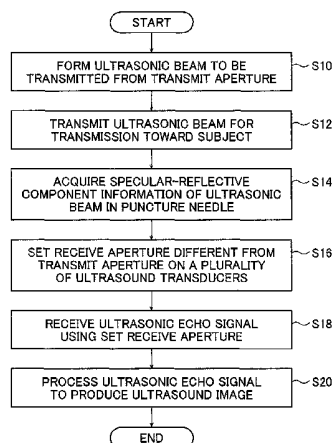 START
FORM ULTRASONIC BEAM TO BE
TRANSMITTED FROM TRANSMIT APERTURE
S10
TRANSMIT ULTRASONIC BEAM FOR
TRANSMISSION TOWARD SUBJECT
S12
ACQUIRE SPECULAR-REFLECTIVE
COMPONENT INFORMATION OF ULTRASONIC
BEAM IN PUNCTURE NEEDLE
S14
SET RECEIVE APERTURE DIFFERENT FROM
TRANSMIT APERTURE ON A PLURALITY
OF ULTRASOUND TRANSDUCERS
S16
RECEIVE ULTRASONIC ECHO SIGNAL
USING SET RECEIVE APERTURE
S18
PROCESS ULTRASONIC ECHO SIGNAL
TO PRODUCE ULTRASOUND IMAGE
S20
END